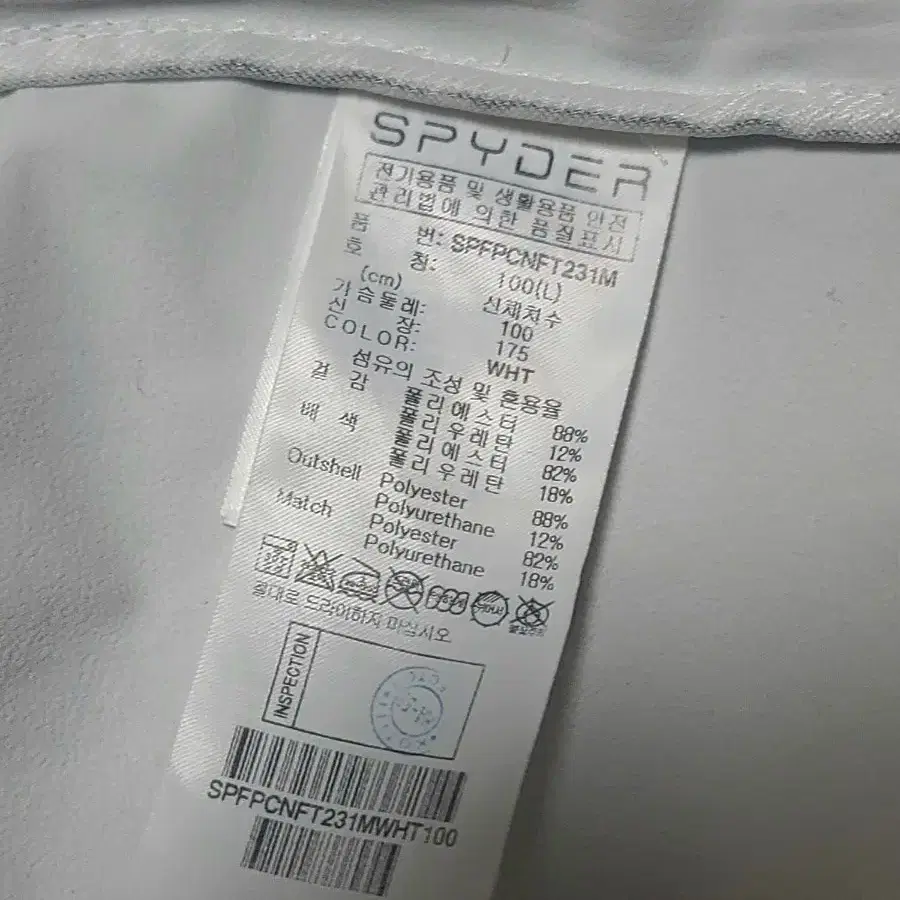 SPYDER
전기용품 및 생활용품 안전
관리법에 의한 품질표시
품 번: SPFPCNFT231M
호 칭: 100(L)
(cm) 신체치수
가슴둘레: 100
신 장: 175
COLOR: WHT
섬유의 조성 및 혼용율
겉 감 폴리에스터 88%
폴리우레탄 12%
배 색 폴리에스터 82%
폴리우레탄 18%
Outshell Polyester 88%
Polyurethane 12%
Match Polyester 82%
Polyurethane 18%
절대로 드라이하지 마십시오
INSPECTION
SPFPCNFT231MWHT100